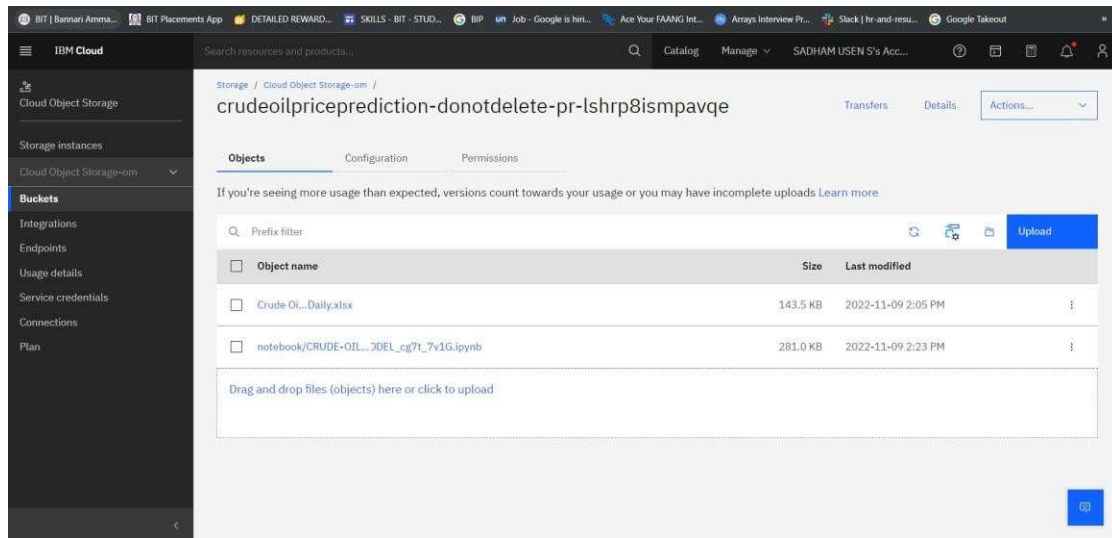 BIT | Bannari Amma... BIT Placements App DETAILED REWARD... SKILLS - BIT - STUD... BIP un Job - Google is hiri... Ace Your FAANG Int... Arrays Interview Pr... Slack | hr-and-resu... Google Takeout »
IBM Cloud Search resources and products... Catalog Manage SADHAM USEN S's Acc...
Cloud Object Storage
Storage instances
Cloud Object Storage-om
Buckets
Integrations
Endpoints
Usage details
Service credentials
Connections
Plan
Storage / Cloud Object Storage-om /
crudeoilpriceprediction-donotdelete-pr-lshrp8ismpavqe Transfers Details Actions...
Objects Configuration Permissions
If you're seeing more usage than expected, versions count towards your usage or you may have incomplete uploads Learn more
Prefix filter Upload
Object name Size Last modified
Crude Oi...Daily.xlsx 143.5 KB 2022-11-09 2:05 PM
notebook/CRUDE-OIL...ODEL_cg7t_7v1G.ipynb 281.0 KB 2022-11-09 2:23 PM
Drag and drop files (objects) here or click to upload